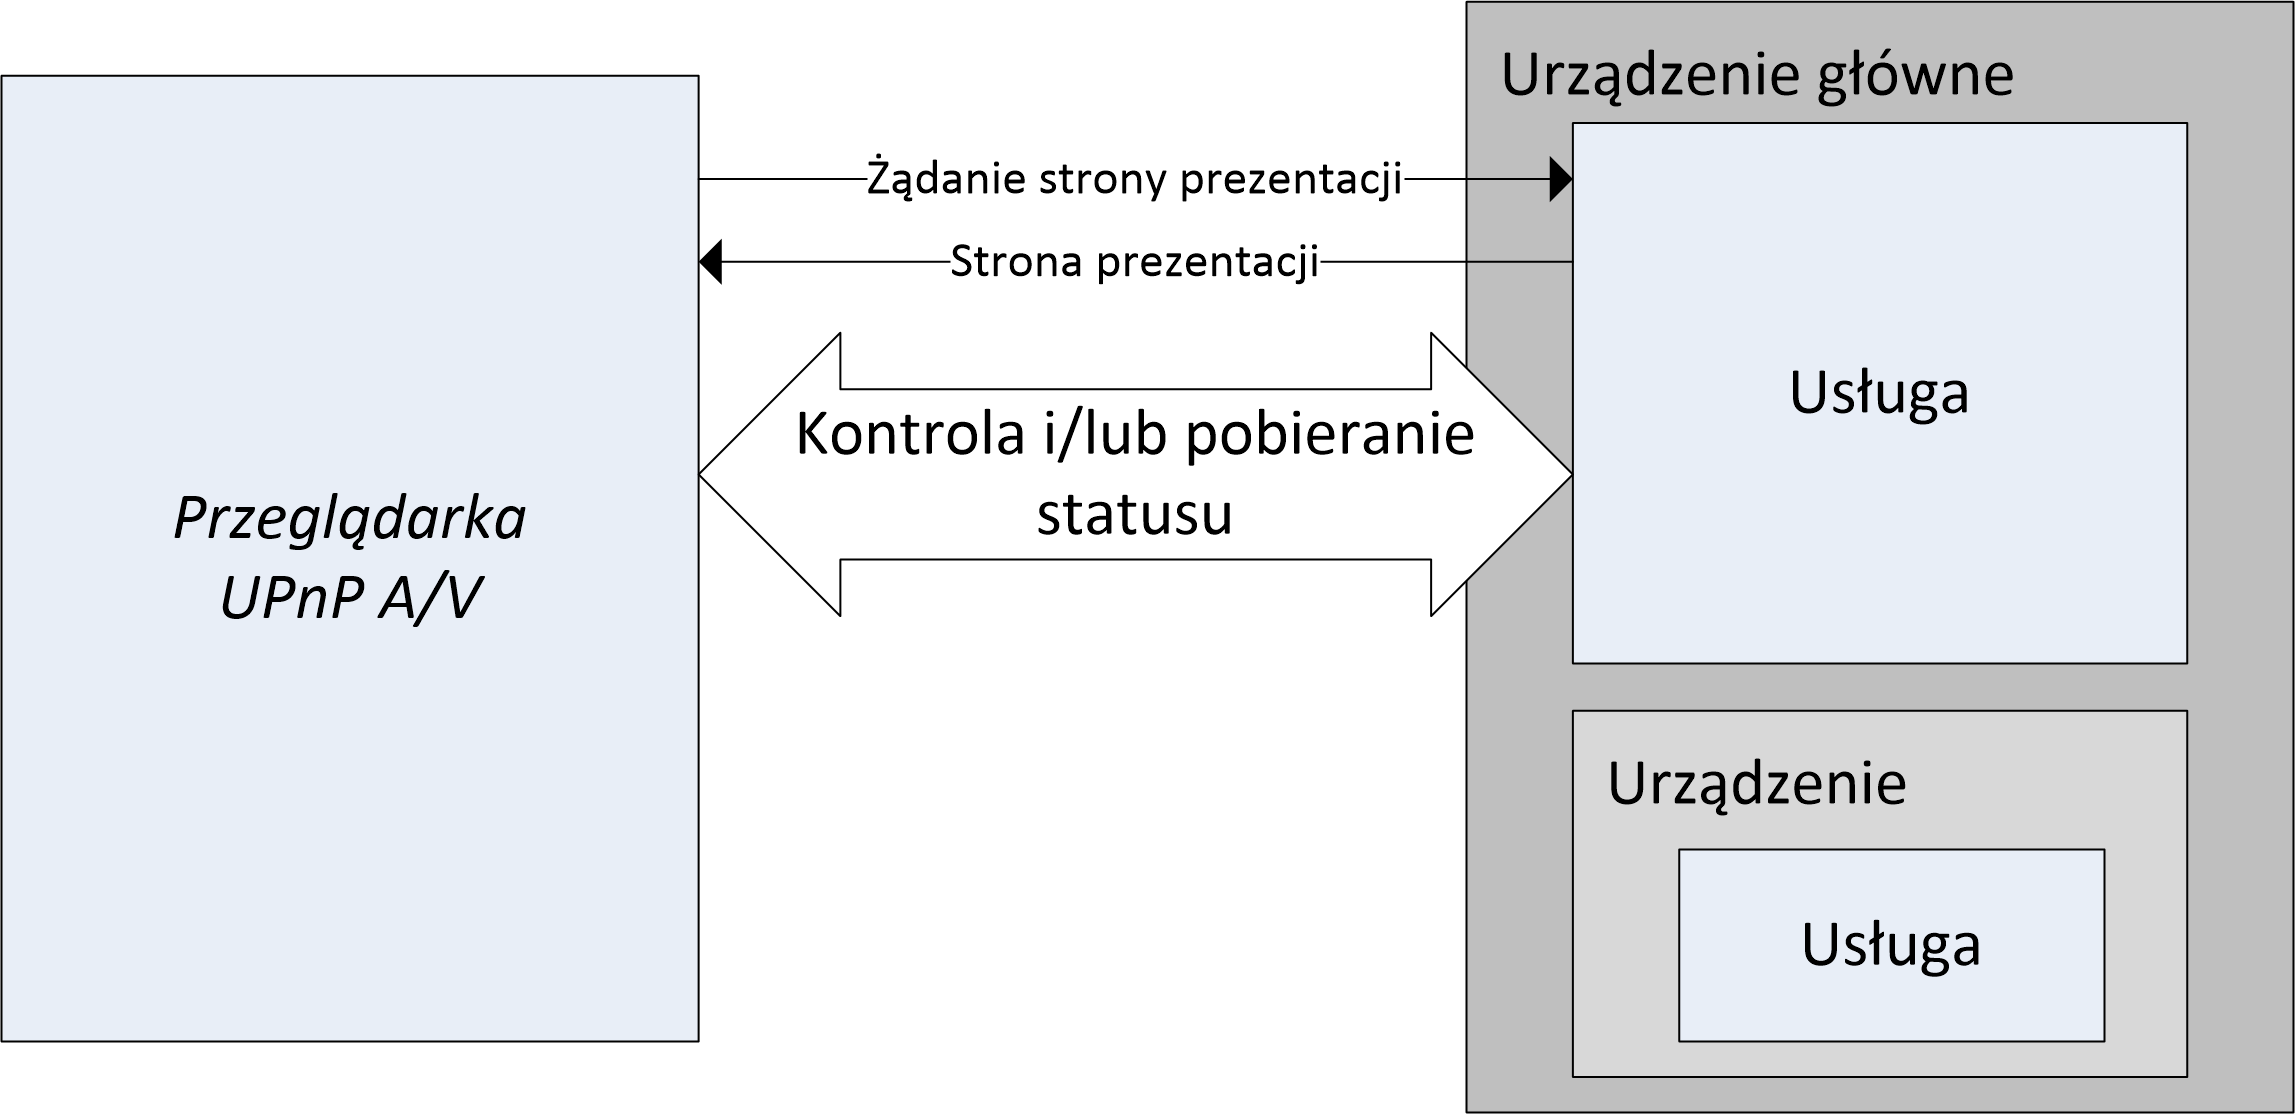 Urządzenie główne
Żądanie strony prezentacji
Strona prezentacji
Usługa
Kontrola i/lub pobieranie
statusu
Przeglądarka
UPnP A/V
Urządzenie
Usługa